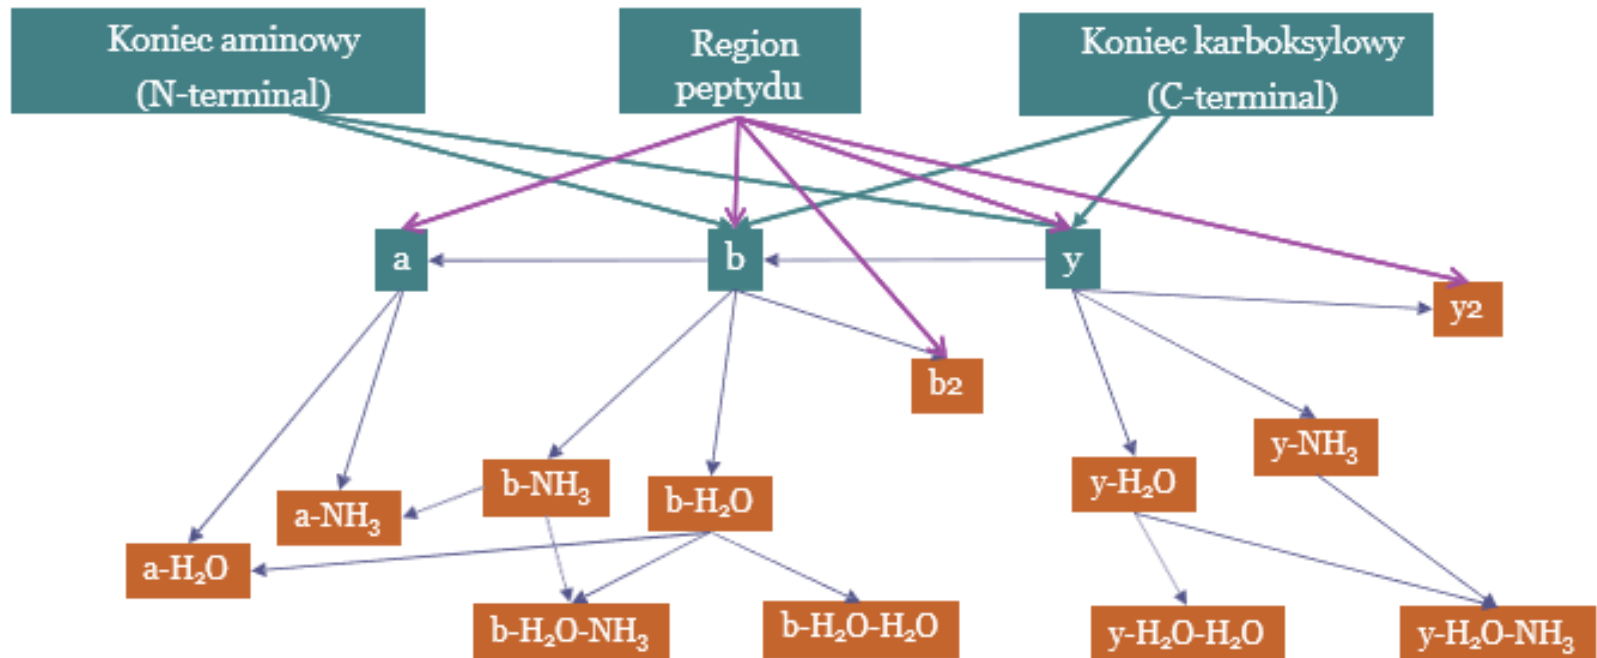 Koniec aminowy
(N-terminal)
Region
peptydu
Koniec karboksylowy
(C-terminal)
a
b
y
y2
b2
y-NH₃
b-NH₃
y-H₂O
b-H₂O
a-NH₃
a-H₂O
b-H₂O-NH₃
b-H₂O-H₂O
y-H₂O-H₂O
y-H₂O-NH₃